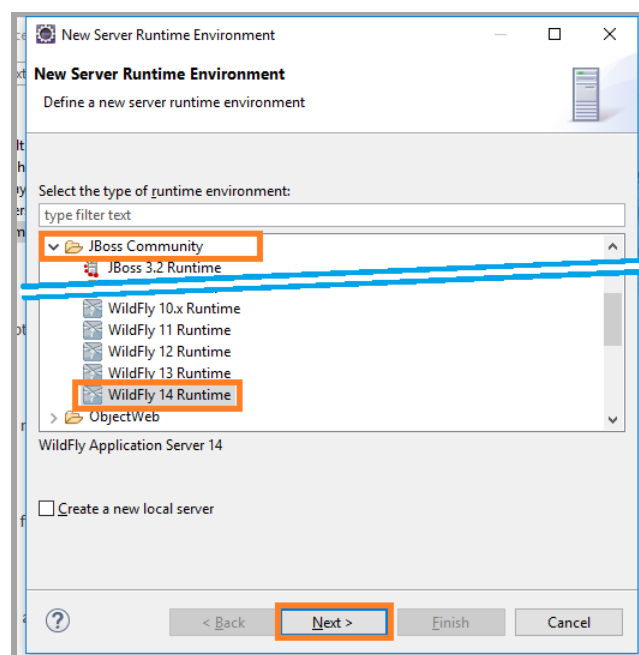 New Server Runtime Environment
New Server Runtime Environment
Define a new server runtime environment
Select the type of runtime environment:
type filter text
JBoss Community
JBoss 3.2 Runtime
WildFly 10.x Runtime
WildFly 11 Runtime
WildFly 12 Runtime
WildFly 13 Runtime
WildFly 14 Runtime
ObjectWeb
WildFly Application Server 14
Create a new local server
? < Back Next > Finish Cancel